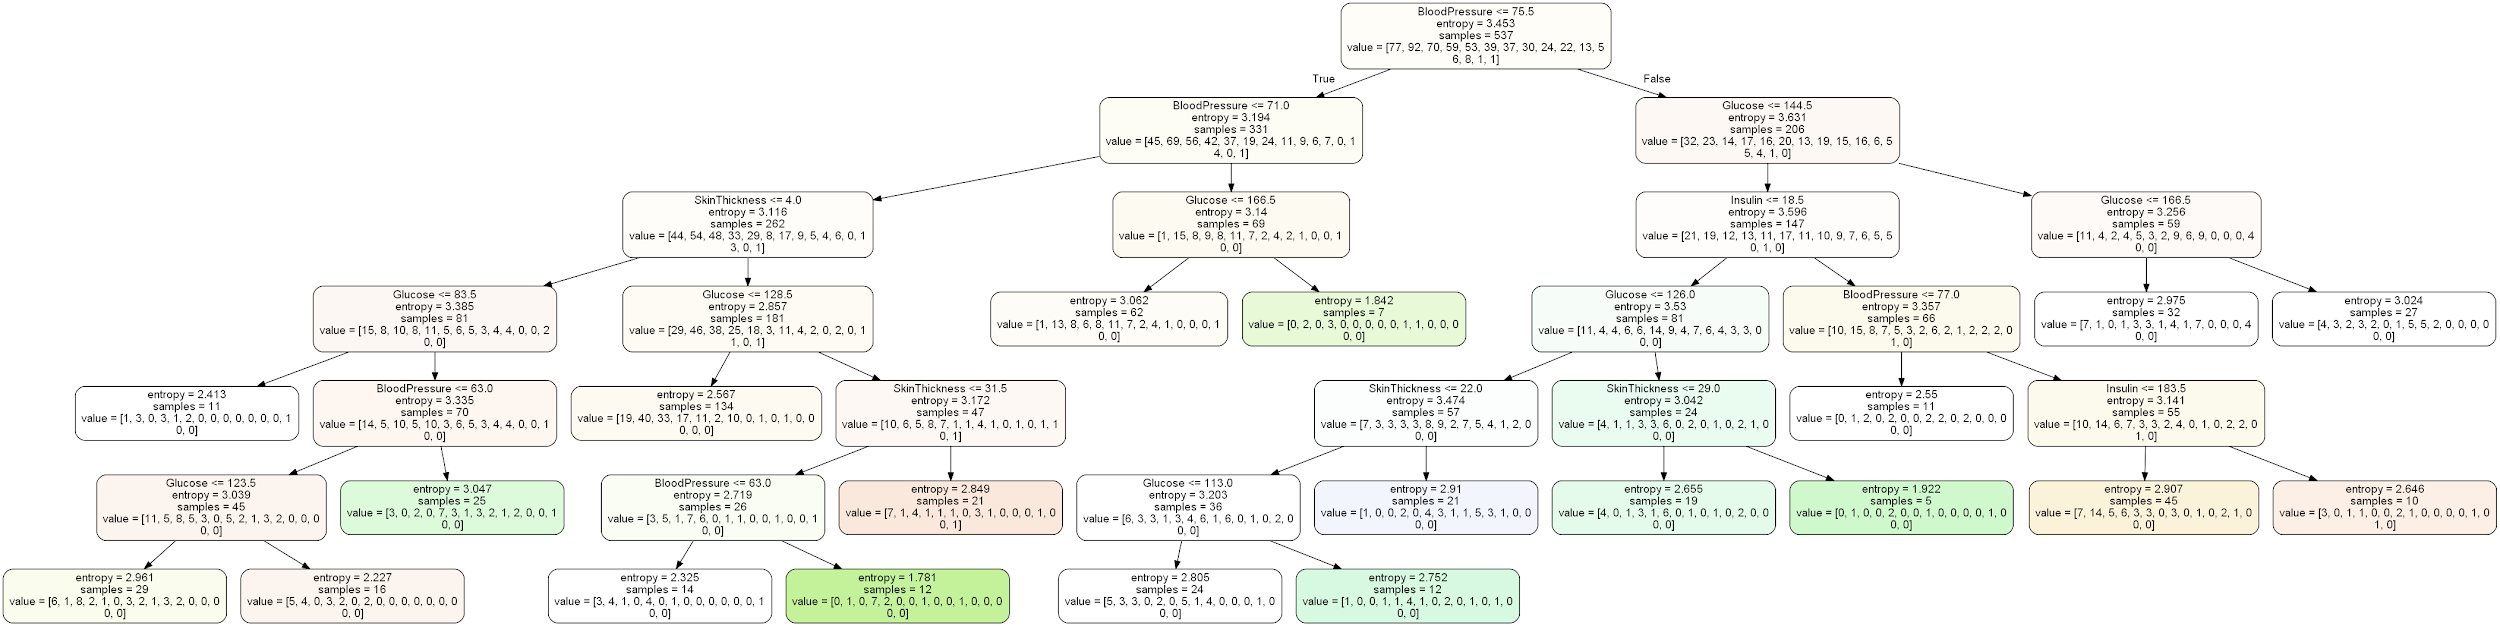 BloodPressure <= 75.5
entropy = 3.453
samples = 537
value = [77, 92, 70, 59, 53, 39, 37, 30, 24, 22, 13, 5
6, 8, 1, 1]
True
False
BloodPressure <= 71.0
entropy = 3.194
samples = 331
value = [45, 69, 56, 42, 37, 19, 24, 11, 9, 6, 7, 0, 1
4, 0, 1]
Glucose <= 144.5
entropy = 3.631
samples = 206
value = [32, 23, 14, 17, 16, 20, 13, 19, 15, 16, 6, 5
5, 4, 1, 0]
SkinThickness <= 4.0
entropy = 3.116
samples = 262
value = [44, 54, 48, 33, 29, 8, 17, 9, 5, 4, 6, 0, 1
3, 0, 1]
Glucose <= 166.5
entropy = 3.14
samples = 69
value = [1, 15, 8, 9, 8, 11, 7, 2, 4, 2, 1, 0, 0, 1
0, 0]
Insulin <= 18.5
entropy = 3.596
samples = 147
value = [21, 19, 12, 13, 11, 17, 11, 10, 9, 7, 6, 5, 5
0, 1, 0]
Glucose <= 166.5
entropy = 3.256
samples = 59
value = [11, 4, 2, 4, 5, 3, 2, 9, 6, 9, 0, 0, 0, 4
0, 0]
Glucose <= 83.5
entropy = 3.385
samples = 81
value = [15, 8, 10, 8, 11, 5, 6, 5, 3, 4, 4, 0, 0, 2
0, 0]
Glucose <= 128.5
entropy = 2.857
samples = 181
value = [29, 46, 38, 25, 18, 3, 11, 4, 2, 0, 2, 0, 1
1, 0, 1]
entropy = 3.062
samples = 62
value = [1, 13, 8, 6, 8, 11, 7, 2, 4, 1, 0, 0, 0, 1
0, 0]
entropy = 1.842
samples = 7
value = [0, 2, 0, 3, 0, 0, 0, 0, 0, 1, 1, 0, 0, 0
0, 0]
Glucose <= 126.0
entropy = 3.53
samples = 81
value = [11, 4, 4, 6, 6, 14, 9, 4, 7, 6, 4, 3, 3, 0
0, 0]
BloodPressure <= 77.0
entropy = 3.357
samples = 66
value = [10, 15, 8, 7, 5, 3, 2, 6, 2, 1, 2, 2, 2, 0
1, 0]
entropy = 2.975
samples = 32
value = [7, 1, 0, 1, 3, 3, 1, 4, 1, 7, 0, 0, 0, 4
0, 0]
entropy = 3.024
samples = 27
value = [4, 3, 2, 3, 2, 0, 1, 5, 5, 2, 0, 0, 0, 0
0, 0]
entropy = 2.413
samples = 11
value = [1, 3, 0, 3, 1, 2, 0, 0, 0, 0, 0, 0, 0, 1
0, 0]
BloodPressure <= 63.0
entropy = 3.335
samples = 70
value = [14, 5, 10, 5, 10, 3, 6, 5, 3, 4, 4, 0, 0, 1
0, 0]
entropy = 2.567
samples = 134
value = [19, 40, 33, 17, 11, 2, 10, 0, 1, 0, 1, 0, 0
0, 0, 0]
SkinThickness <= 31.5
entropy = 3.172
samples = 47
value = [10, 6, 5, 8, 7, 1, 1, 4, 1, 0, 1, 0, 1, 1
0, 1]
SkinThickness <= 22.0
entropy = 3.474
samples = 57
value = [7, 3, 3, 3, 3, 8, 9, 2, 7, 5, 4, 1, 2, 0
0, 0]
SkinThickness <= 29.0
entropy = 3.042
samples = 24
value = [4, 1, 1, 3, 3, 6, 0, 2, 0, 1, 0, 2, 1, 0
0, 0]
entropy = 2.55
samples = 11
value = [0, 1, 2, 0, 2, 0, 0, 2, 2, 0, 2, 0, 0, 0
0, 0]
Insulin <= 183.5
entropy = 3.141
samples = 55
value = [10, 14, 6, 7, 3, 3, 2, 4, 0, 1, 0, 2, 2, 0
1, 0]
Glucose <= 123.5
entropy = 3.039
samples = 45
value = [11, 5, 8, 5, 3, 0, 5, 2, 1, 3, 2, 0, 0, 0
0, 0]
entropy = 3.047
samples = 25
value = [3, 0, 2, 0, 7, 3, 1, 3, 2, 1, 2, 0, 0, 1
0, 0]
BloodPressure <= 63.0
entropy = 2.719
samples = 26
value = [3, 5, 1, 7, 6, 0, 1, 1, 0, 0, 1, 0, 0, 1
0, 0]
entropy = 2.849
samples = 21
value = [7, 1, 4, 1, 1, 1, 0, 3, 1, 0, 0, 0, 1, 0
0, 1]
Glucose <= 113.0
entropy = 3.203
samples = 36
value = [6, 3, 3, 1, 3, 4, 6, 1, 6, 0, 1, 0, 2, 0
0, 0]
entropy = 2.91
samples = 21
value = [1, 0, 0, 2, 0, 4, 3, 1, 1, 5, 3, 1, 0, 0
0, 0]
entropy = 2.655
samples = 19
value = [4, 0, 1, 3, 1, 6, 0, 1, 0, 1, 0, 2, 0, 0
0, 0]
entropy = 1.922
samples = 5
value = [0, 1, 0, 0, 2, 0, 0, 1, 0, 0, 0, 0, 1, 0
0, 0]
entropy = 2.907
samples = 45
value = [7, 14, 5, 6, 3, 3, 0, 3, 0, 1, 0, 2, 1, 0
0, 0]
entropy = 2.646
samples = 10
value = [3, 0, 1, 1, 0, 0, 2, 1, 0, 0, 0, 0, 1, 0
1, 0]
entropy = 2.961
samples = 29
value = [6, 1, 8, 2, 1, 0, 3, 2, 1, 3, 2, 0, 0, 0
0, 0]
entropy = 2.227
samples = 16
value = [5, 4, 0, 3, 2, 0, 2, 0, 0, 0, 0, 0, 0, 0
0, 0]
entropy = 2.325
samples = 14
value = [3, 4, 1, 0, 4, 0, 1, 0, 0, 0, 0, 0, 0, 1
0, 0]
entropy = 1.781
samples = 12
value = [0, 1, 0, 7, 2, 0, 0, 1, 0, 0, 1, 0, 0, 0
0, 0]
entropy = 2.805
samples = 24
value = [5, 3, 3, 0, 2, 0, 5, 1, 4, 0, 0, 0, 1, 0
0, 0]
entropy = 2.752
samples = 12
value = [1, 0, 0, 1, 1, 4, 1, 0, 2, 0, 1, 0, 1, 0
0, 0]